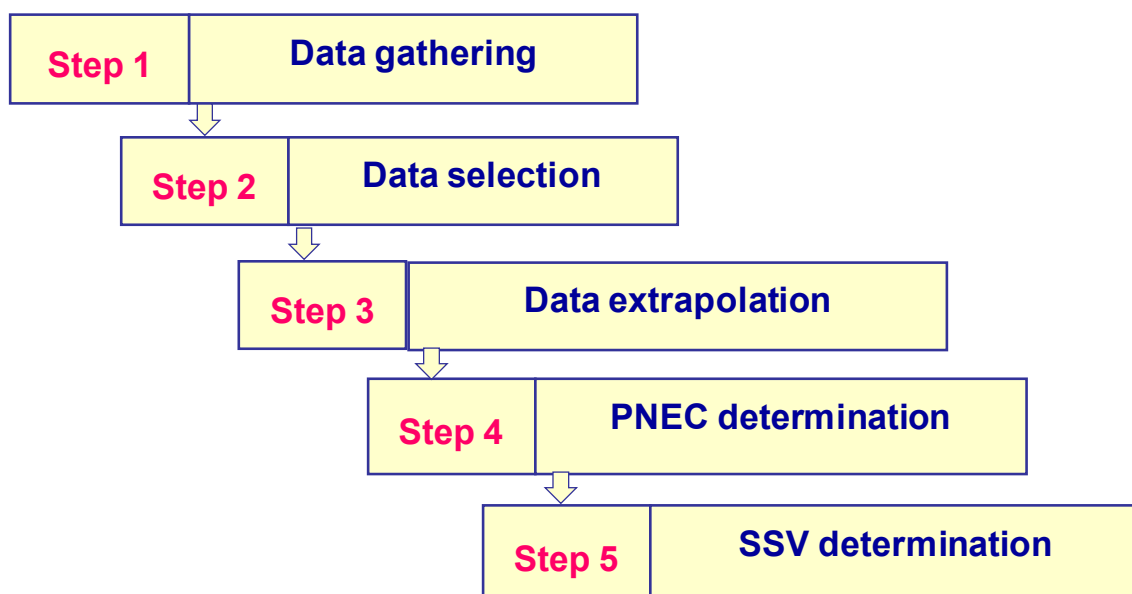 Step 1
Data gathering
Step 2
Data selection
Step 3
Data extrapolation
Step 4
PNEC determination
Step 5
SSV determination